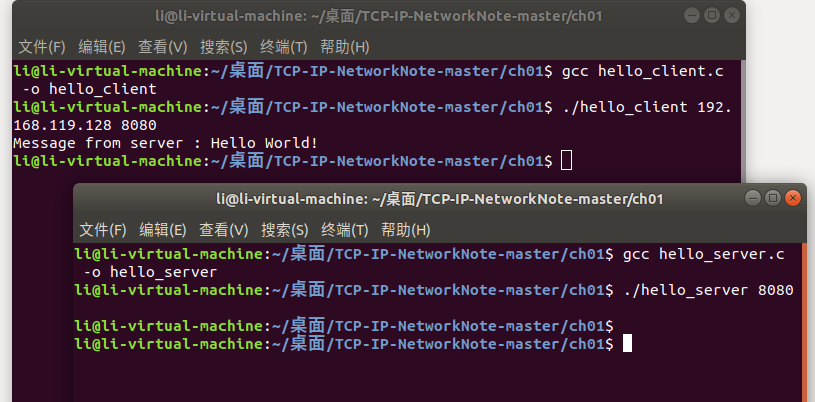 li@li-virtual-machine: ~/桌面/TCP-IP-NetworkNote-master/ch01
文件(F) 编辑(E) 查看(V) 搜索(S) 终端(T) 帮助(H)
li@li-virtual-machine:~/桌面/TCP-IP-NetworkNote-master/ch01$ gcc hello_client.c
-o hello_client
li@li-virtual-machine:~/桌面/TCP-IP-NetworkNote-master/ch01$ ./hello_client 192.
168.119.128 8080
Message from server : Hello World!
li@li-virtual-machine:~/桌面/TCP-IP-NetworkNote-master/ch01$
li@li-virtual-machine: ~/桌面/TCP-IP-NetworkNote-master/ch01
文件(F) 编辑(E) 查看(V) 搜索(S) 终端(T) 帮助(H)
li@li-virtual-machine:~/桌面/TCP-IP-NetworkNote-master/ch01$ gcc hello_server.c
-o hello_server
li@li-virtual-machine:~/桌面/TCP-IP-NetworkNote-master/ch01$ ./hello_server 8080
li@li-virtual-machine:~/桌面/TCP-IP-NetworkNote-master/ch01$
li@li-virtual-machine:~/桌面/TCP-IP-NetworkNote-master/ch01$